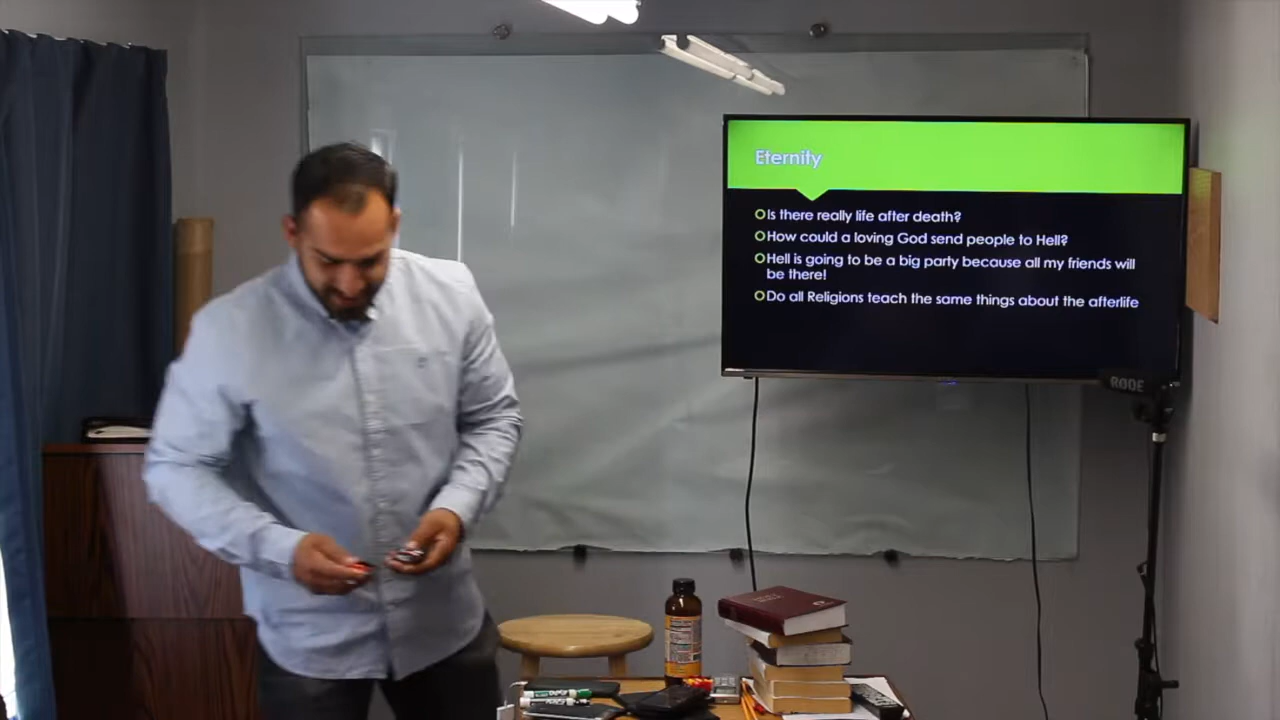 Eternity
Is there really life after death?
How could a loving God send people to Hell?
Hell is going to be a big party because all my friends will
be there!
Do all Religions teach the same things about the afterlife
RODE